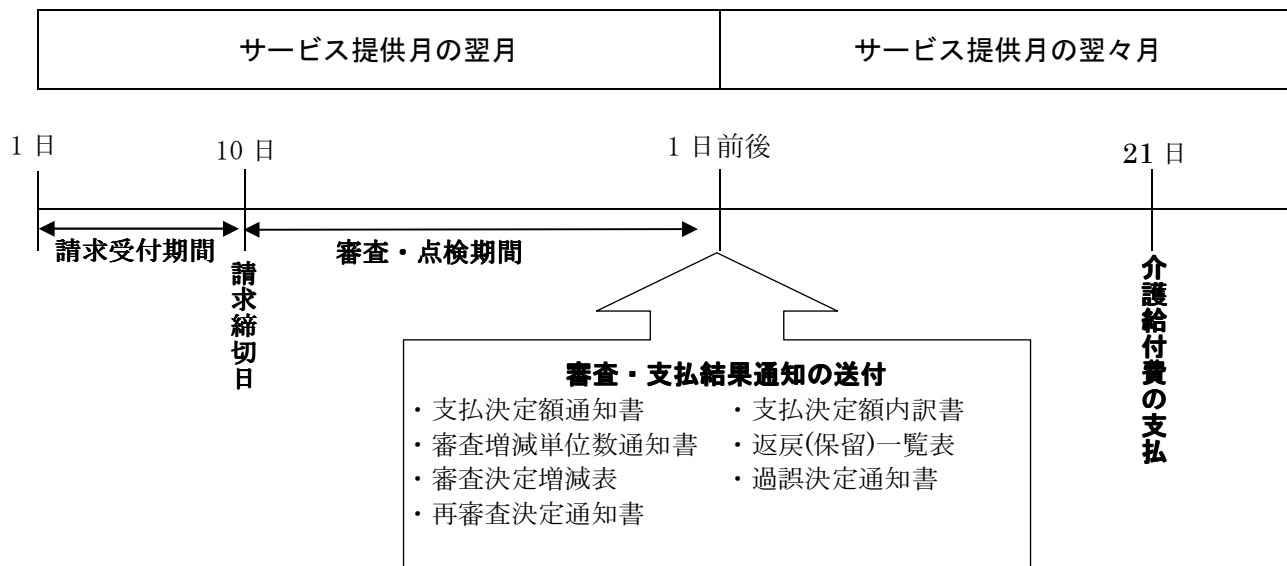 サービス提供月の翌月
サービス提供月の翌々月
1 日
10 日
1 日前後
21 日
請求受付期間
審査・点検期間
請求締切日
介護給付費の支払
審査・支払結果通知の送付
・支払決定額通知書
・支払決定額内訳書
・審査増減単位数通知書
・返戻(保留)一覧表
・審査決定増減表
・過誤決定通知書
・再審査決定通知書